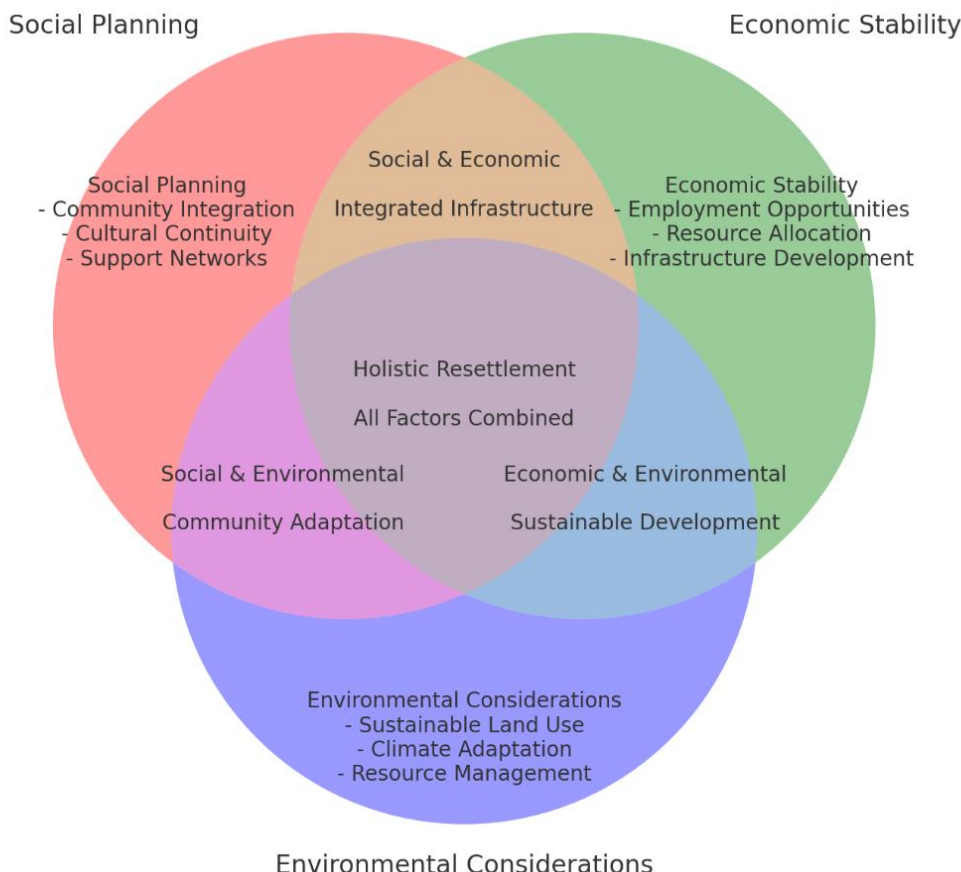 Social Planning
Economic Stability
Social & Economic
Integrated Infrastructure
Social Planning
- Community Integration
- Cultural Continuity
- Support Networks
Economic Stability
- Employment Opportunities
- Resource Allocation
- Infrastructure Development
Holistic Resettlement
All Factors Combined
Social & Environmental
Community Adaptation
Economic & Environmental
Sustainable Development
Environmental Considerations
- Sustainable Land Use
- Climate Adaptation
- Resource Management
Environmental Considerations